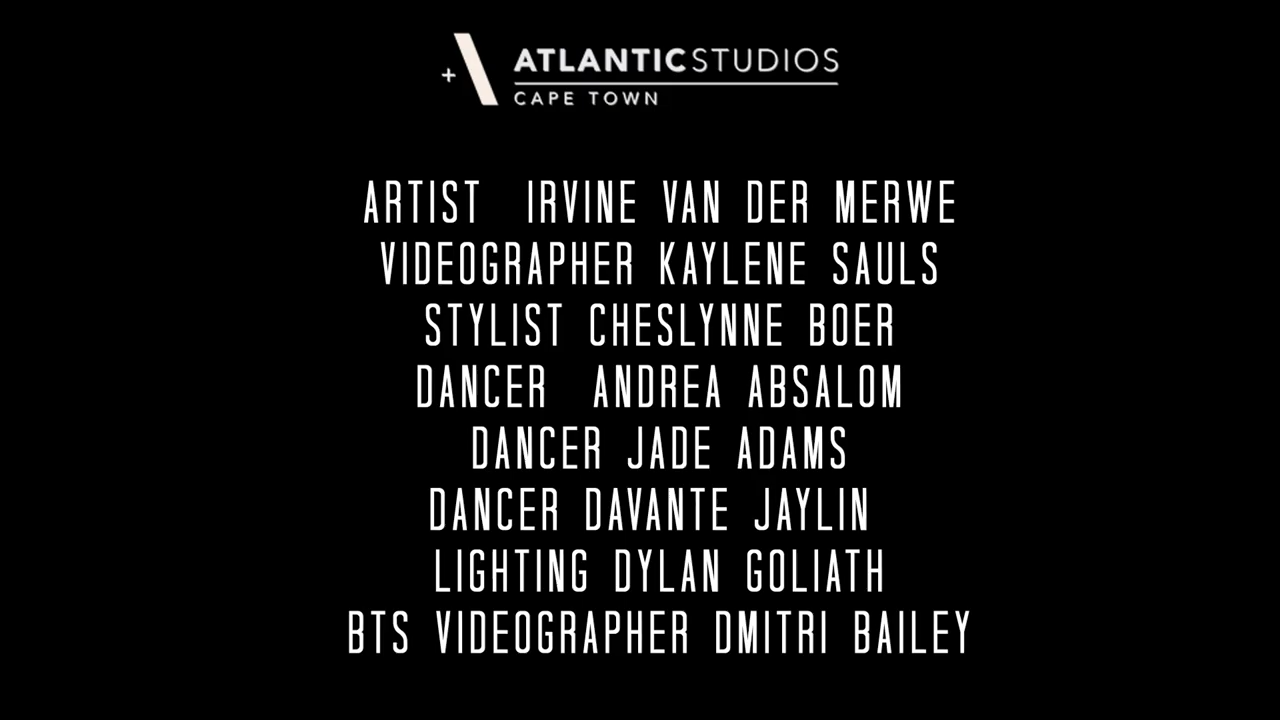 + ATLANTICSTUDIOS
CAPE TOWN
ARTIST IRVINE VAN DER MERWE
VIDEOGRAPHER KAYLENE SAULS
STYLIST CHESLYNNE BOER
DANCER ANDREA ABSALOM
DANCER JADE ADAMS
DANCER DAVANTE JAYLIN
LIGHTING DYLAN GOLIATH
BTS VIDEOGRAPHER DMITRI BAILEY